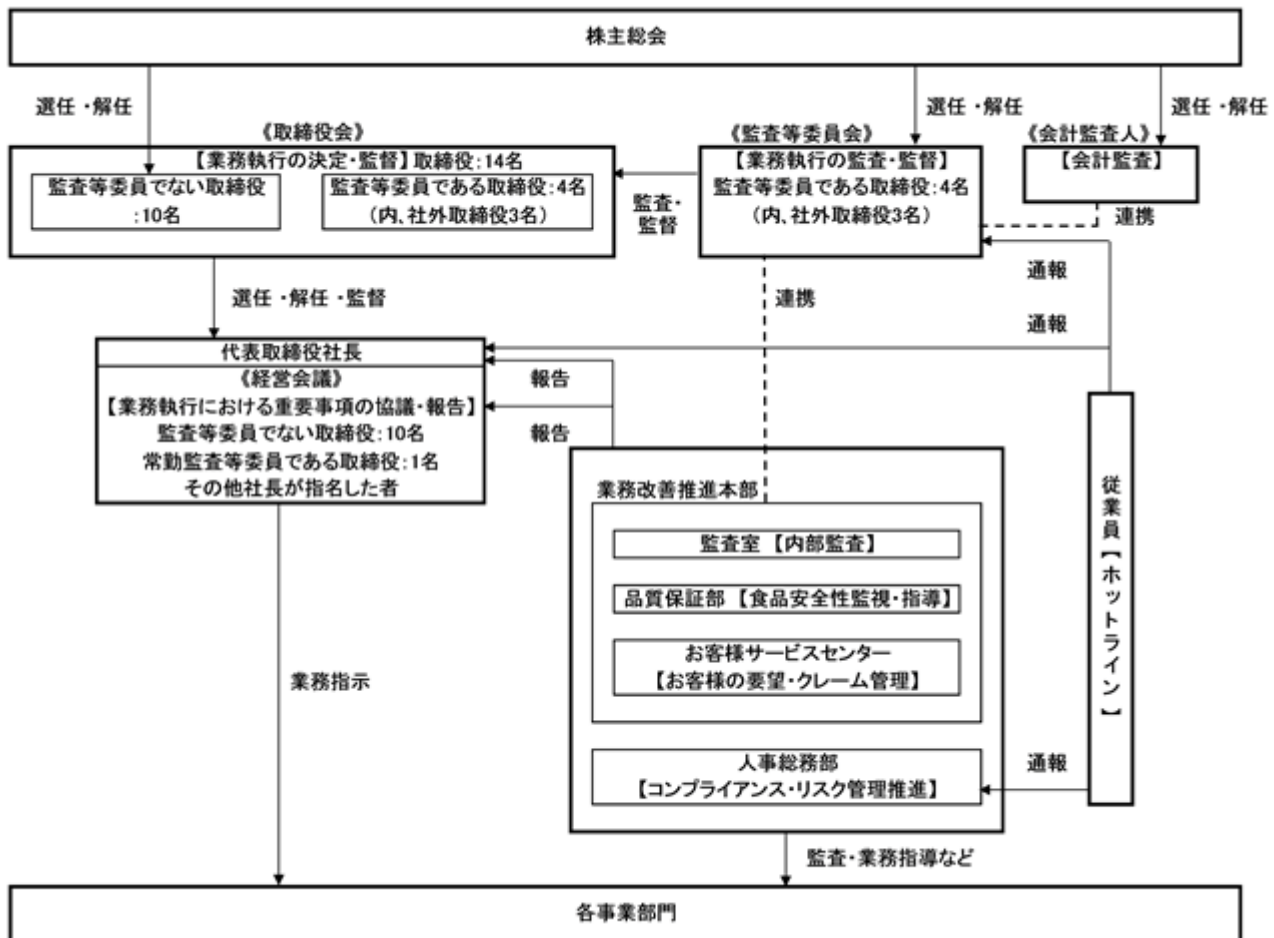 株主総会
選任・解任
選任・解任
選任・解任
《取締役会》
《監査等委員会》
《会計監査人》
【業務執行の決定・監督】取締役：14名
監査等委員でない取締役
：10名
監査等委員である取締役：4名
（内、社外取締役3名）
監査・
監督
【業務執行の監査・監督】
監査等委員である取締役：4名
（内、社外取締役3名）
【会計監査】
連携
通報
選任・解任・監督
連携
通報
代表取締役社長
《経営会議》
【業務執行における重要事項の協議・報告】
監査等委員でない取締役：10名
常勤監査等委員である取締役：1名
その他社長が指名した者
報告
報告
業務改善推進本部
監査室 【内部監査】
品質保証部 【食品安全性監視・指導】
お客様サービスセンター
【お客様の要望・クレーム管理】
人事総務部
【コンプライアンス・リスク管理推進】
通報
従業員【ホットライン】
業務指示
監査・業務指導など
各事業部門